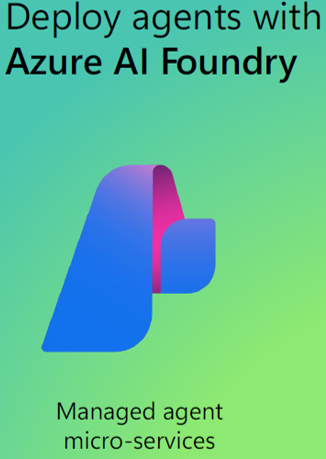 Deploy agents with
Azure AI Foundry
Managed agent
micro-services